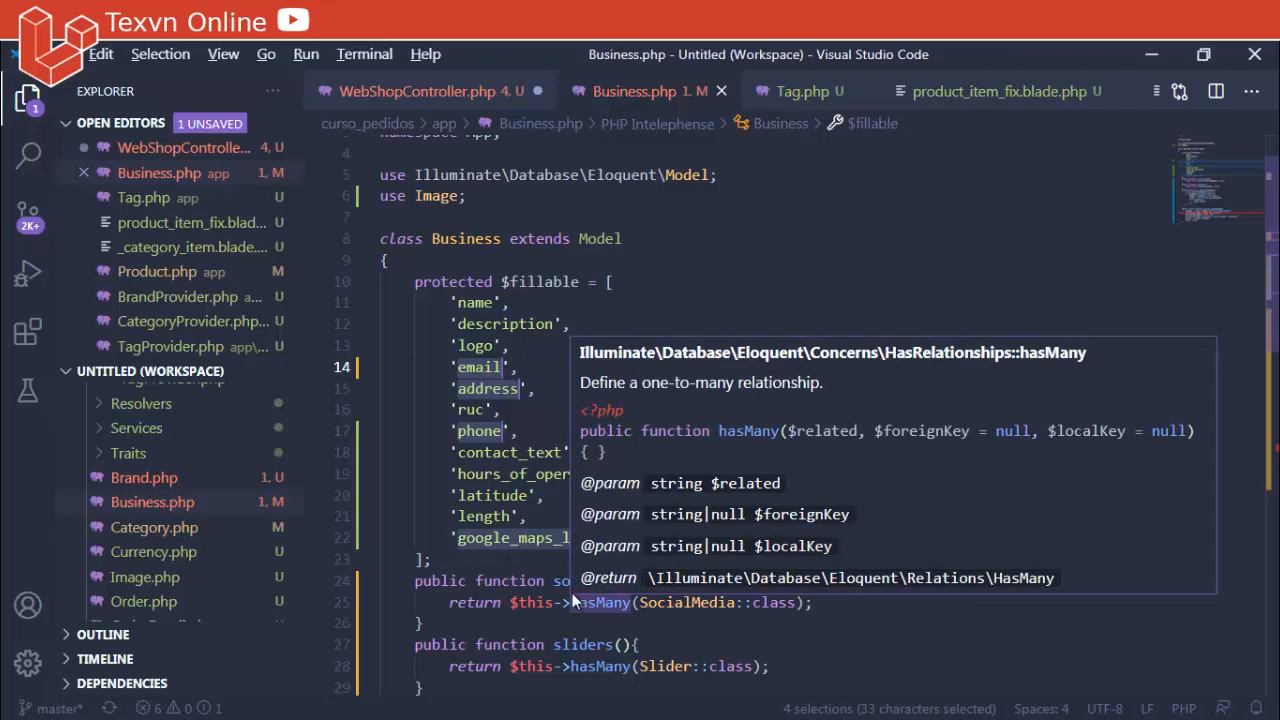 Texvn Online
Edit Selection View Go Run Terminal Help Business.php - Untitled (Workspace) - Visual Studio Code
EXPLORER
WebShopController.php 4, U
Business.php 1, M
Tag.php U
product_item_fix.blade.php U
OPEN EDITORS 1 UNSAVED
curso_pedidos > app > Business.php > PHP Intelephense > Business > $fillable
WebShopControlle... 4, U
Business.php app 1, M
Tag.php app U
product_item_fix.blad... U
_category_item.blade.... U
Product.php app M
BrandProvider.php a... U
CategoryProvider.php... U
TagProvider.php app\... U
UNTITLED (WORKSPACE)
1
2K+
Resolvers
Services
Traits
Brand.php 1, U
Business.php 1, M
Category.php M
Currency.php U
Image.php U
Order.php U
OUTLINE
TIMELINE
DEPENDENCIES
namespace App;
4
5 use Illuminate\Database\Eloquent\Model;
6 use Image;
7
8 class Business extends Model
9 {
10 protected $fillable = [
11 'name',
12 'description',
13 'logo',
14 'email',
15 'address',
16 'ruc',
17 'phone',
18 'contact_text'
19 'hours_of_oper
20 'latitude',
21 'length',
22 'google_maps_l
23 ];
24 public function so
25 return $this->hasMany(SocialMedia::class);
26 }
27 public function sliders(){
28 return $this->hasMany(Slider::class);
29 }
Illuminate\Database\Eloquent\Concerns\HasRelationships::hasMany
Define a one-to-many relationship.
<?php
public function hasMany($related, $foreignKey = null, $localKey = null)
{ }
@param string $related
@param string|null $foreignKey
@param string|null $localKey
@return \Illuminate\Database\Eloquent\Relations\HasMany
master* 6 0 1 4 selections (33 characters selected) Spaces: 4 UTF-8 LF PHP